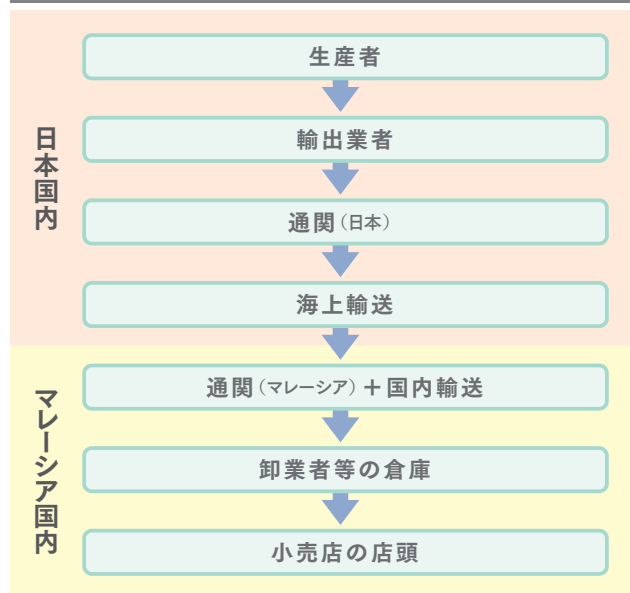 日本国内
生産者
輸出業者
通関（日本）
海上輸送
マレーシア国内
通関（マレーシア）＋国内輸送
卸業者等の倉庫
小売店の店頭